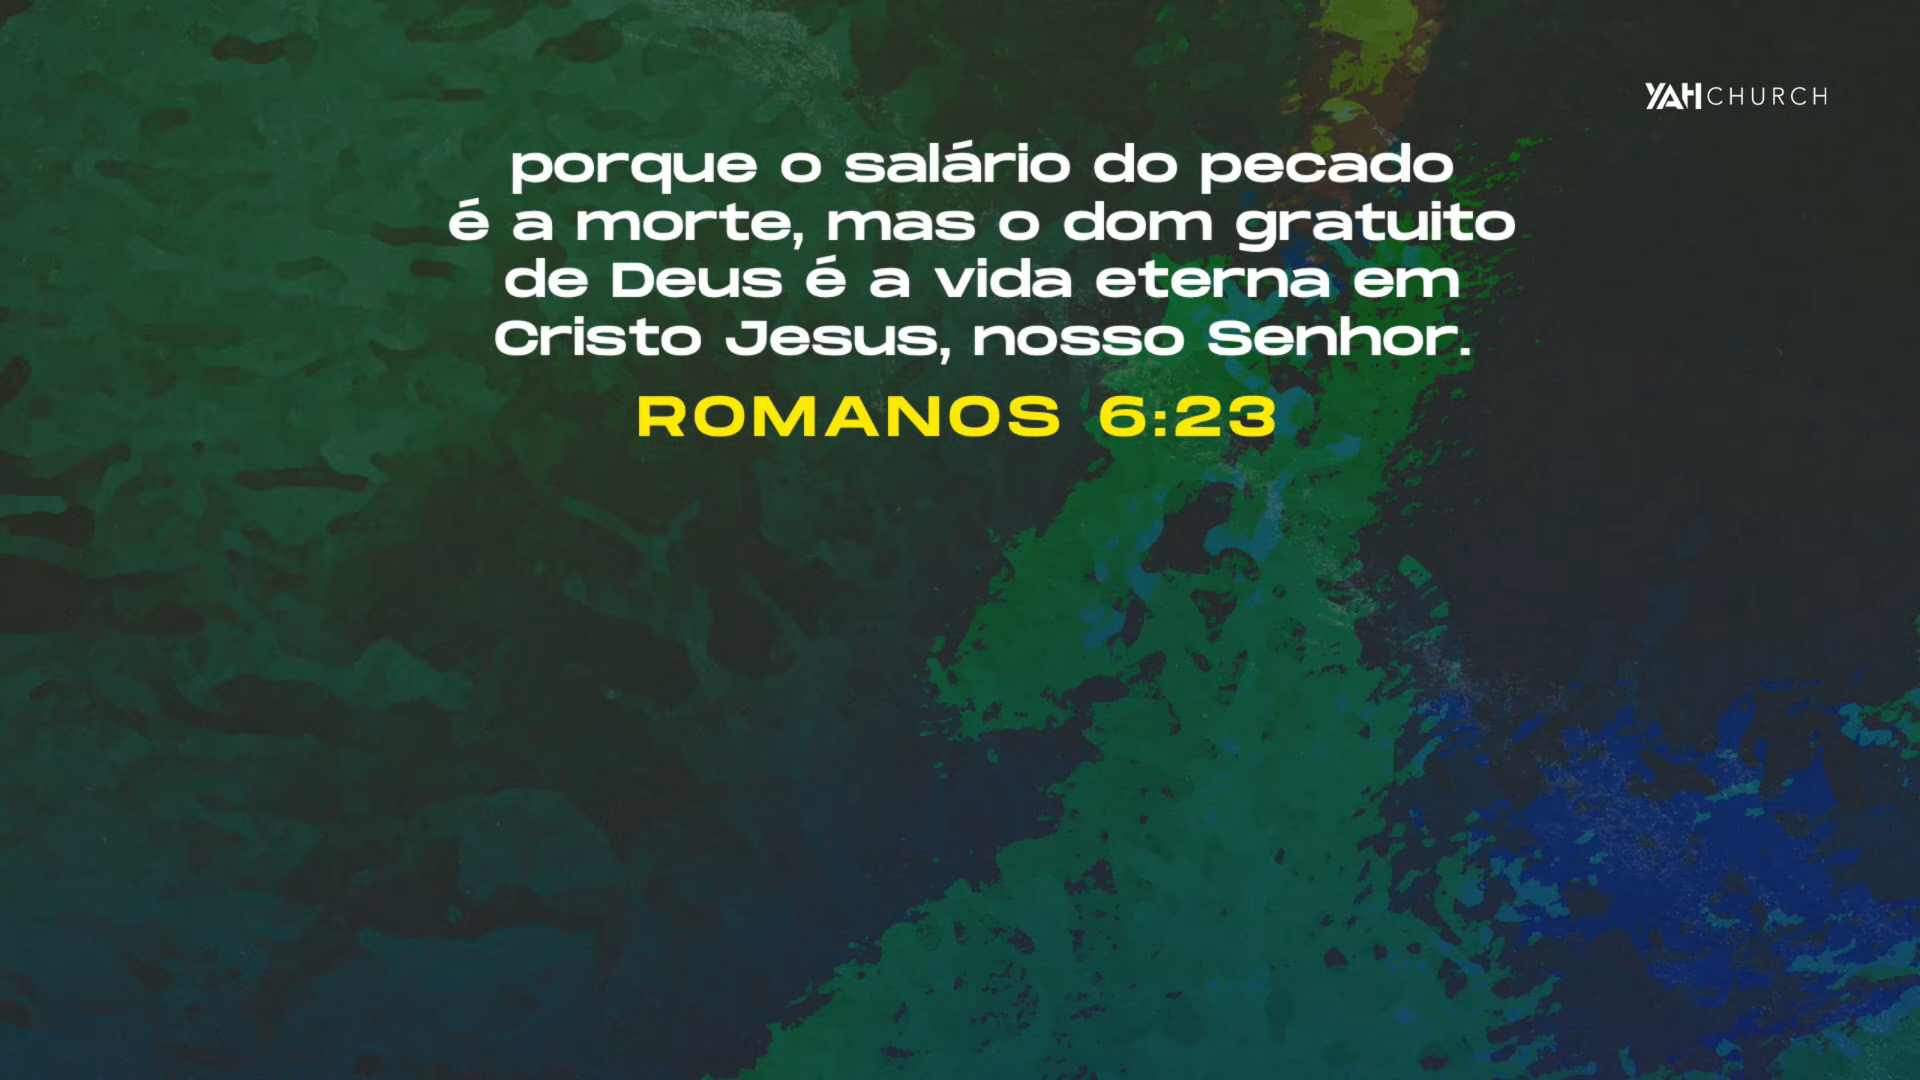 YAH CHURCH
porque o salário do pecado
é a morte, mas o dom gratuito
de Deus é a vida eterna em
Cristo Jesus, nosso Senhor.
ROMANOS 6:23